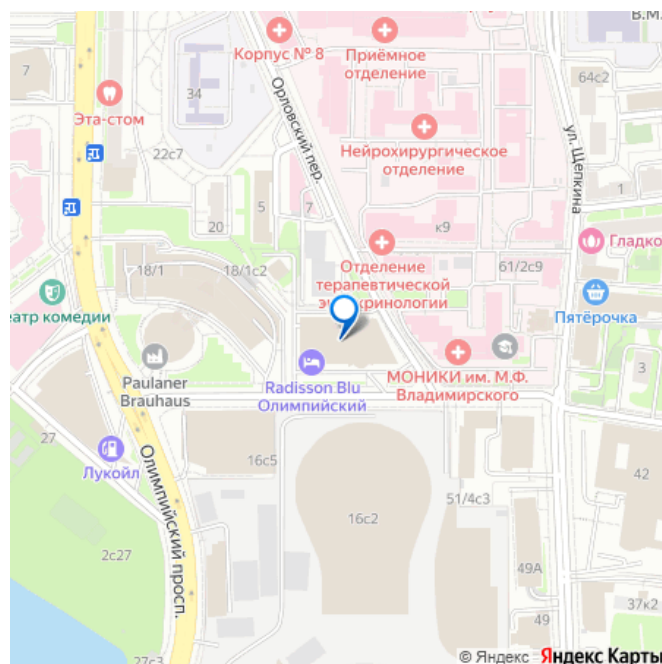 В.М.
Корпус № 8
Приёмное
отделение
7
64с2
34
Эта-стом
Орловский пер.
Нейрохирургическое
отделение
ул. Щепкина
22с7
1
5
7
20
к9
Гладко
Отделение
терапевтической
эндокринологии
61/2с9
18/1
18/1с2
Пятёрочка
еатр комедии
Paulaner
Brauhaus
Radisson Blu
Олимпийский
МОНИКИ им. М.Ф.
Владимирского
3
27
Лукойл
Олимпийский просп.
16с5
42
51/4с3
16с2
2с27
49А
37к2
49
27с3
© Яндекс Яндекс Карты